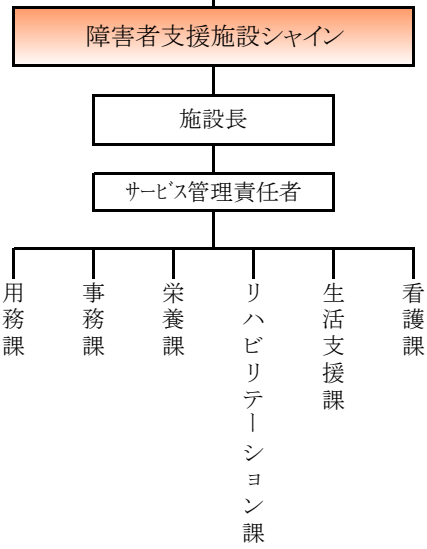 障害者支援施設シャイン
施設長
サービス管理責任者
用務課
事務課
栄養課
リハビリテーション課
生活支援課
看護課